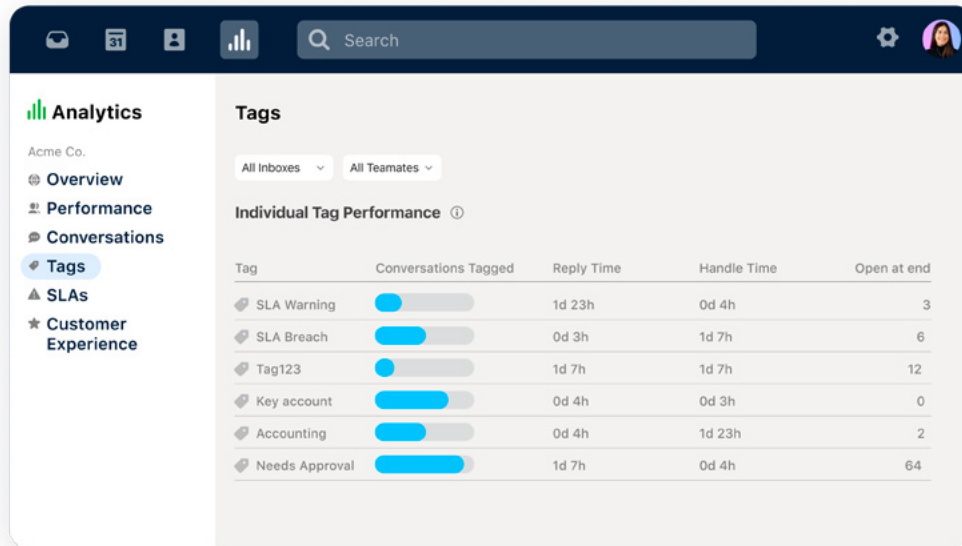 31
Search
Analytics
Acme Co.
Overview
Performance
Conversations
Tags
SLAs
Customer
Experience
Tags
All Inboxes All Teamates
Individual Tag Performance
Tag Conversations Tagged Reply Time Handle Time Open at end
SLA Warning 1d 23h 0d 4h 3
SLA Breach 0d 3h 1d 7h 6
Tag123 1d 7h 1d 7h 12
Key account 0d 4h 0d 3h 0
Accounting 0d 4h 1d 23h 2
Needs Approval 1d 7h 0d 4h 64